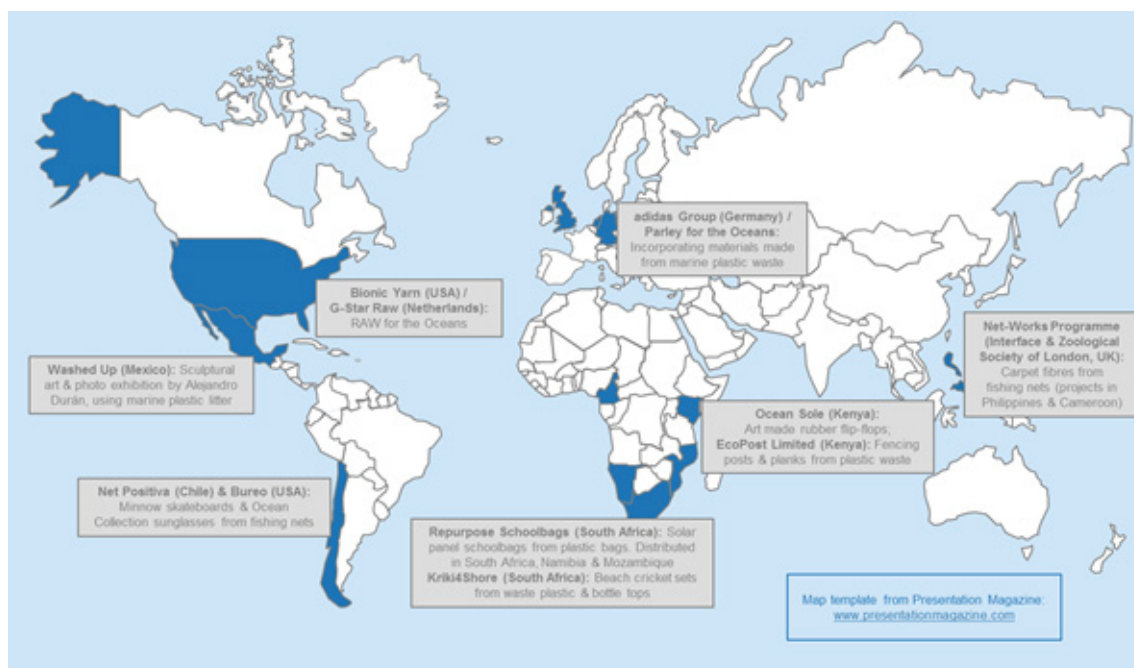 adidas Group (Germany) /
Parley for the Oceans:
Incorporating materials made
from marine plastic waste
Bionic Yarn (USA) /
G-Star Raw (Netherlands):
RAW for the Oceans
Net-Works Programme
(Interface & Zoological
Society of London, UK):
Carpet fibres from
fishing nets (projects in
Philippines & Cameroon)
Washed Up (Mexico): Sculptural
art & photo exhibition by Alejandro
Durán, using marine plastic litter
Ocean Sole (Kenya):
Art made rubber flip-flops;
EcoPost Limited (Kenya): Fencing
posts & planks from plastic waste
Net Positiva (Chile) & Bureo (USA):
Minnow skateboards & Ocean
Collection sunglasses from fishing nets
Repurpose Schoolbags (South Africa): Solar
panel schoolbags from plastic bags. Distributed
in South Africa, Namibia & Mozambique
Kriki4Shore (South Africa): Beach cricket sets
from waste plastic & bottle tops
Map template from Presentation Magazine:
www.presentationmagazine.com